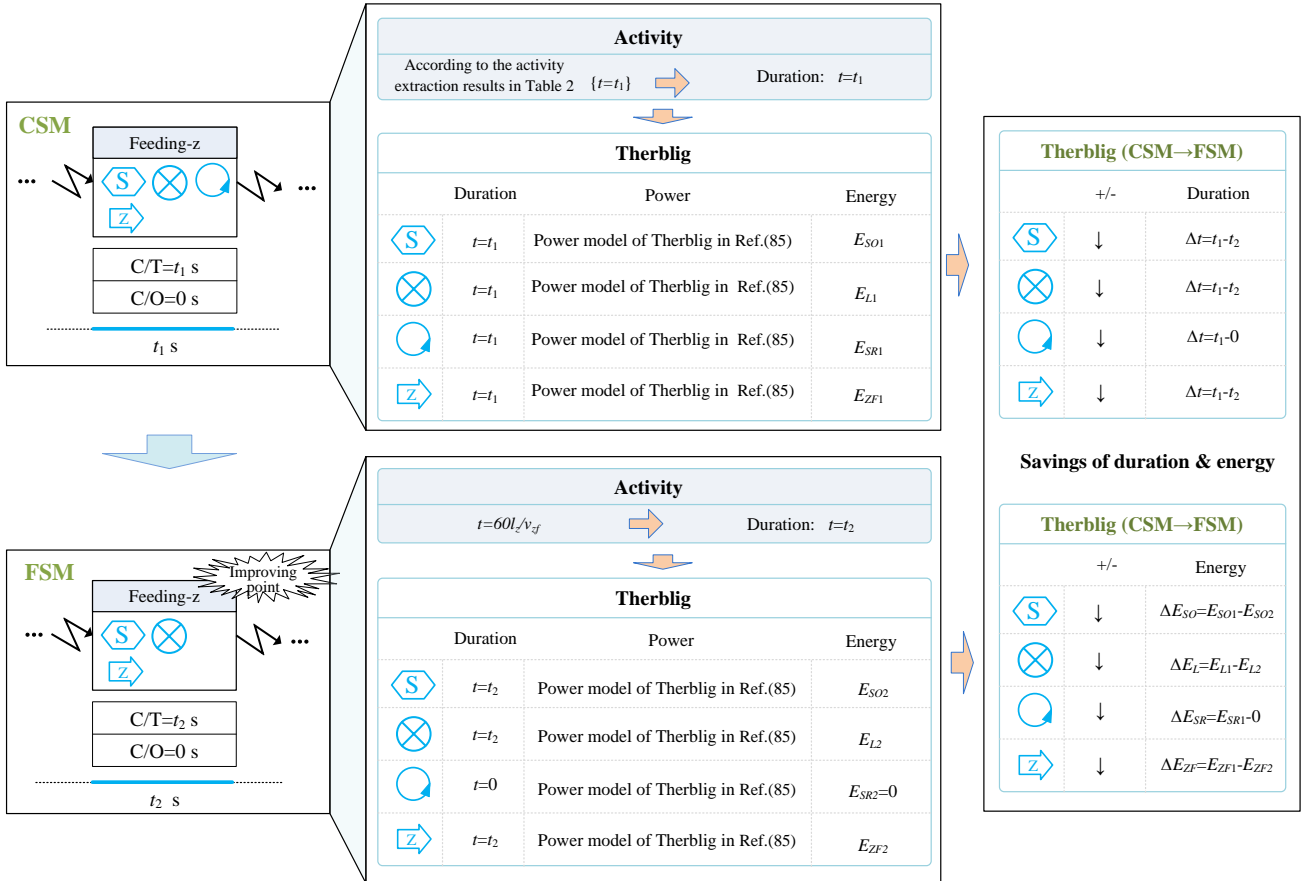 CSM
...
Feeding-z
S
Z
...
C/T=t1 s
C/O=0 s
t1 s
Activity
According to the activity
extraction results in Table 2 {t=t1}
Duration: t=t1
Therblig
Duration Power Energy
S t=t1 Power model of Therblig in Ref.(85) ESO1
t=t1 Power model of Therblig in Ref.(85) EL1
t=t1 Power model of Therblig in Ref.(85) ESR1
Z t=t1 Power model of Therblig in Ref.(85) EZF1
FSM
Improving
point
...
Feeding-z
S
Z
...
C/T=t2 s
C/O=0 s
t2 s
Activity
t=60lz/vzf
Duration: t=t2
Therblig
Duration Power Energy
S t=t2 Power model of Therblig in Ref.(85) ESO2
t=t2 Power model of Therblig in Ref.(85) EL2
t=0 Power model of Therblig in Ref.(85) ESR2=0
Z t=t2 Power model of Therblig in Ref.(85) EZF2
Therblig (CSM→FSM)
+/- Duration
S ↓ Δt=t1-t2
↓ Δt=t1-t2
↓ Δt=t1-0
Z ↓ Δt=t1-t2
Savings of duration & energy
Therblig (CSM→FSM)
+/- Energy
S ↓ ΔESO=ESO1-ESO2
↓ ΔEL=EL1-EL2
↓ ΔESR=ESR1-0
Z ↓ ΔEZF=EZF1-EZF2